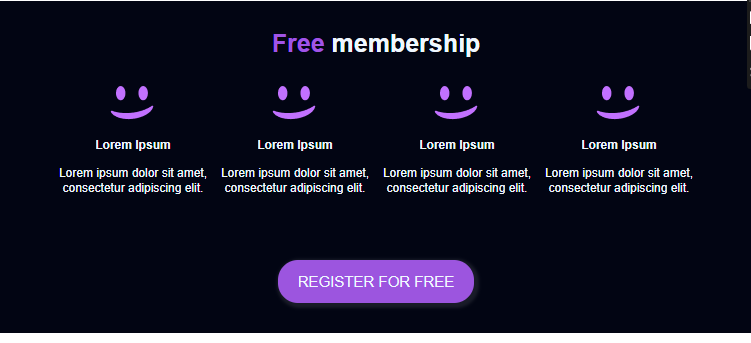 Free membership
Lorem Ipsum Lorem Ipsum Lorem Ipsum Lorem Ipsum
Lorem ipsum dolor sit amet,
consectetur adipiscing elit.
Lorem ipsum dolor sit amet,
consectetur adipiscing elit.
Lorem ipsum dolor sit amet,
consectetur adipiscing elit.
Lorem ipsum dolor sit amet,
consectetur adipiscing elit.
REGISTER FOR FREE